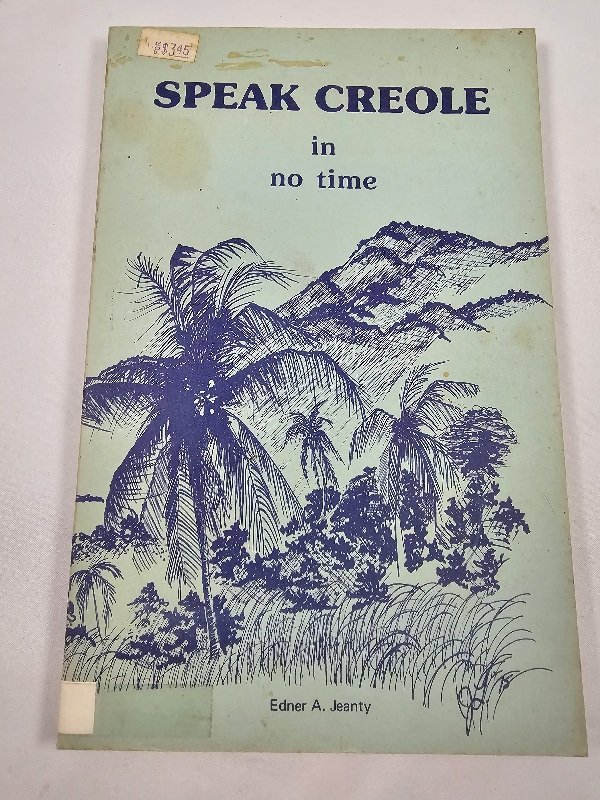 $3.45
SPEAK CREOLE
in
no time
Edner A. Jeanty